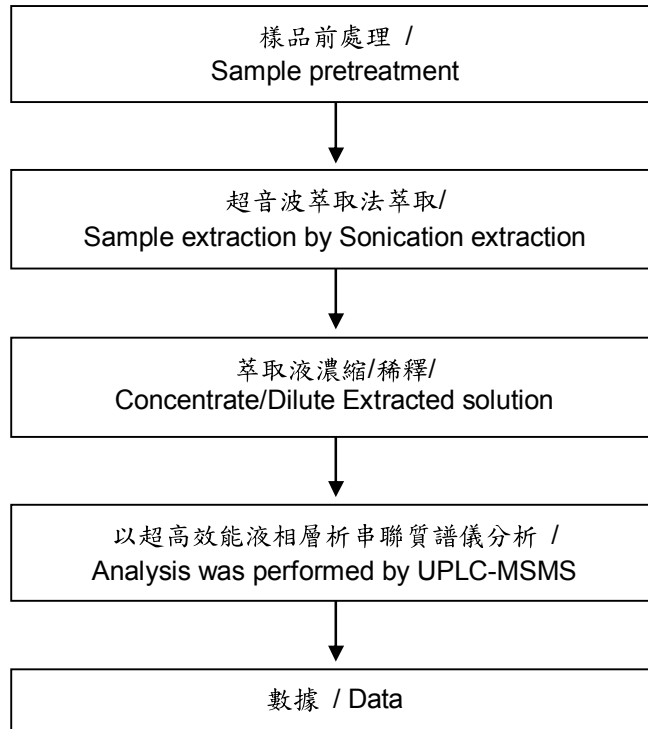 樣品前處理 /
Sample pretreatment
超音波萃取法萃取/
Sample extraction by Sonication extraction
萃取液濃縮/稀釋/
Concentrate/Dilute Extracted solution
以超高效能液相層析串聯質譜儀分析 /
Analysis was performed by UPLC-MSMS
數據 / Data